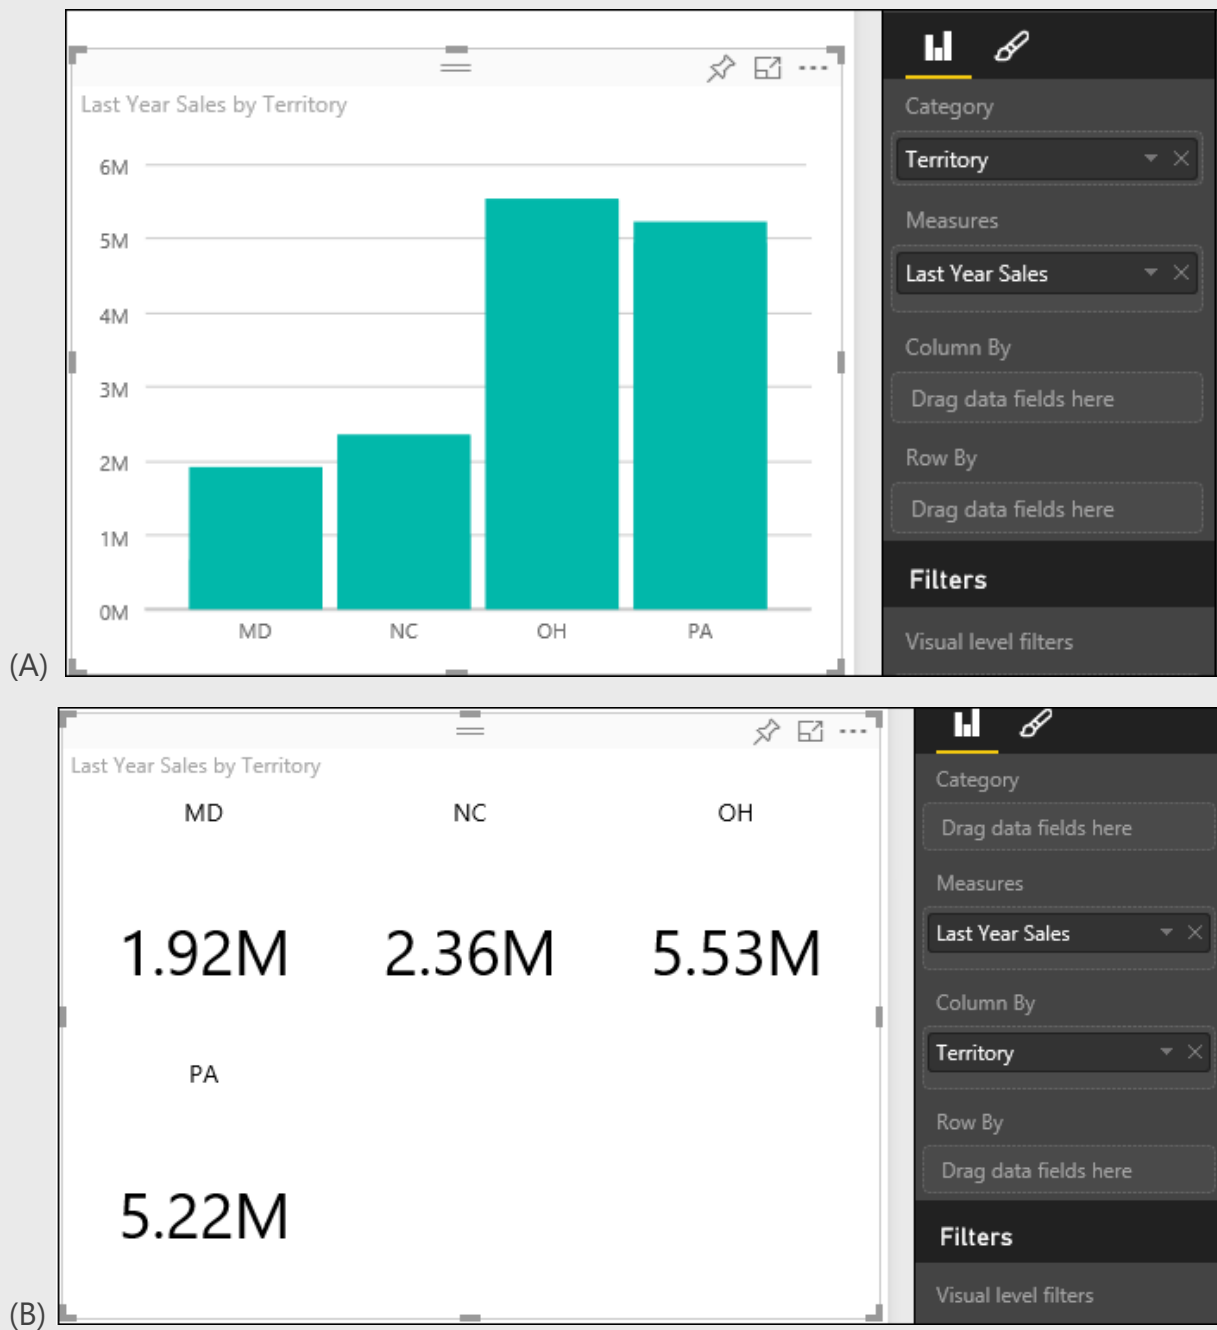 Last Year Sales by Territory
6M
5M
4M
3M
2M
1M
0M
MD NC OH PA
Category
Territory
Measures
Last Year Sales
Column By
Drag data fields here
Row By
Drag data fields here
Filters
Visual level filters
(A)
Last Year Sales by Territory
MD NC OH
1.92M 2.36M 5.53M
PA
5.22M
Category
Drag data fields here
Measures
Last Year Sales
Column By
Territory
Row By
Drag data fields here
Filters
Visual level filters
(B)